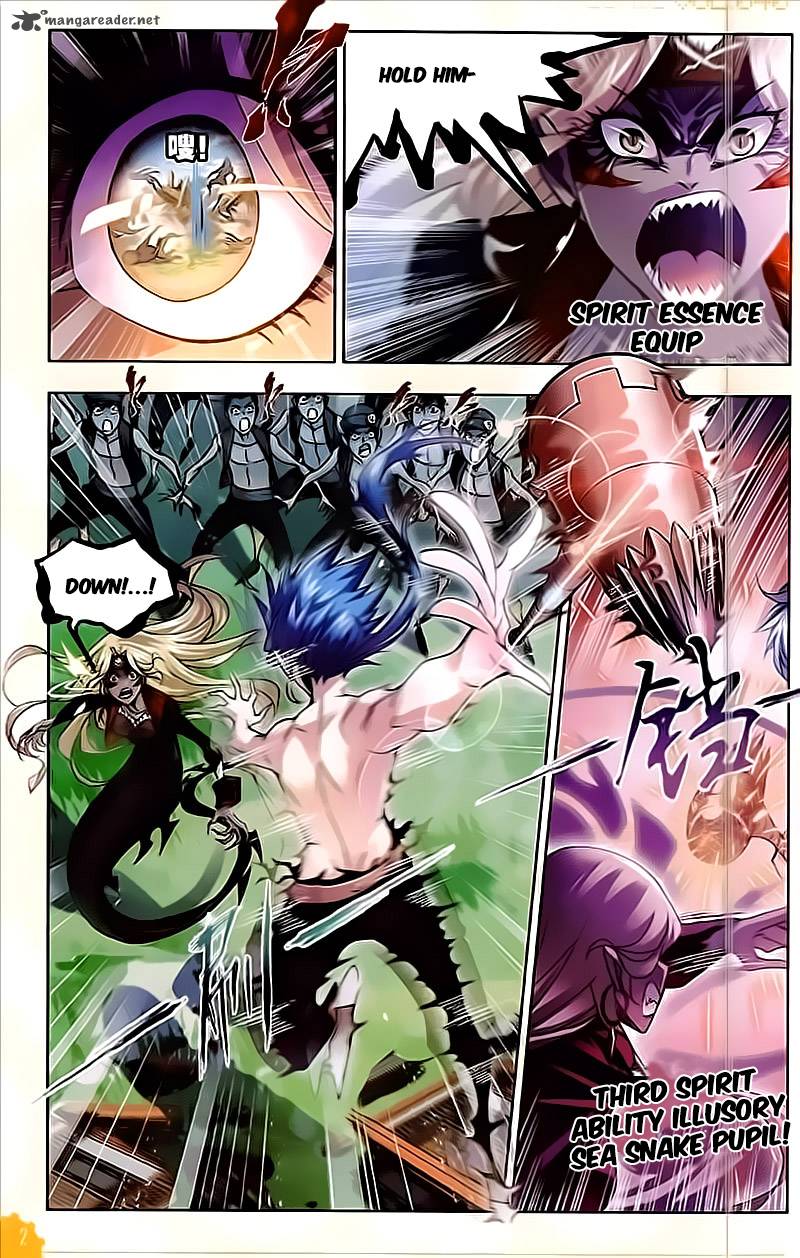 mangareader.net
嗖!
HOLD HIM-
SPIRIT ESSENCE
EQUIP
DOWN!...!
THIRD SPIRIT
ABILITY ILLUSORY
SEA SNAKE PUPIL!
2